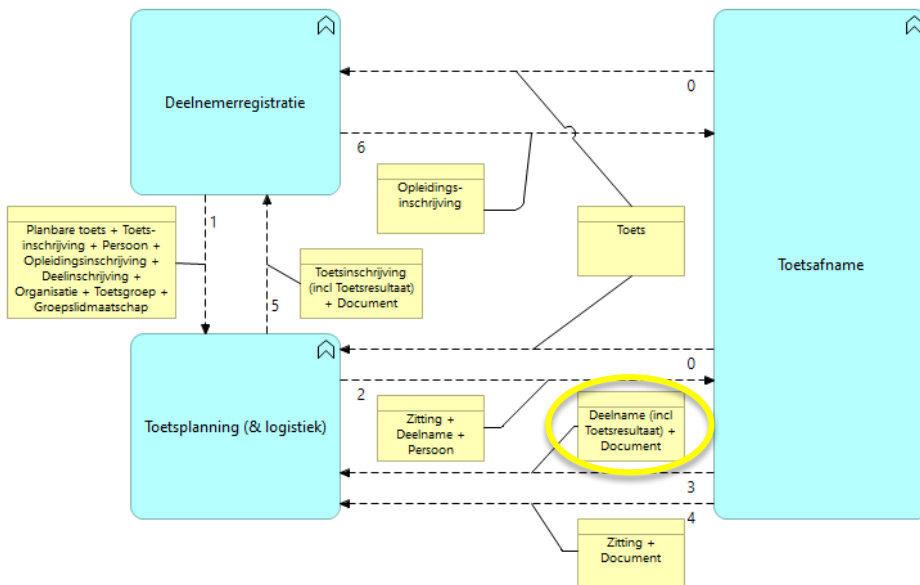 Deelnemerregistratie
0
6
Opleidings-
inschrijving
Toets
1
Planbare toets + Toets-
inschrijving + Persoon +
Opleidingsinschrijving +
Deelinschrijving +
Organisatie + Toetsgroep +
Groepslidmaatschap
Toetsinschrijving
(incl Toetsresultaat)
+ Document
5
Toetsafname
Toetsplanning (& logistiek)
0
2
Zitting +
Deelname +
Persoon
Deelname (incl
Toetsresultaat) +
Document
3
4
Zitting +
Document